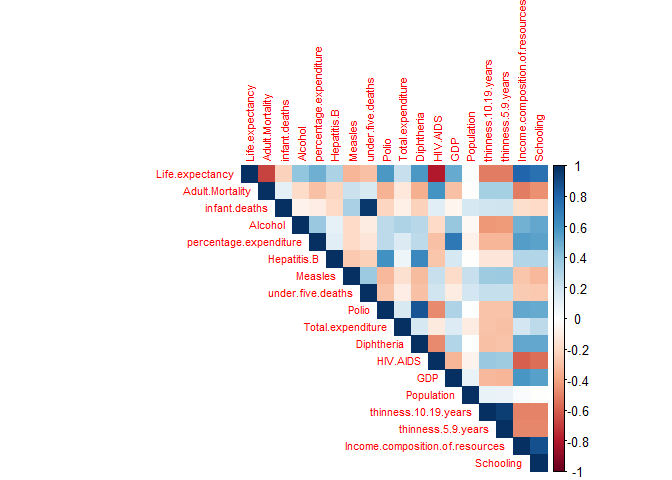 Life.expectancy
Adult.Mortality
infant.deaths
Alcohol
percentage.expenditure
Hepatitis.B
Measles
under.five.deaths
Polio
Total.expenditure
Diphtheria
HIV.AIDS
GDP
Population
thinness.10.19.years
thinness.5.9.years
Income.composition.of.resources
Schooling
Life.expectancy
Adult.Mortality
infant.deaths
Alcohol
percentage.expenditure
Hepatitis.B
Measles
under.five.deaths
Polio
Total.expenditure
Diphtheria
HIV.AIDS
GDP
Population
thinness.10.19.years
thinness.5.9.years
Income.composition.of.resources
Schooling
1
0.8
0.6
0.4
0.2
0
-0.2
-0.4
-0.6
-0.8
-1